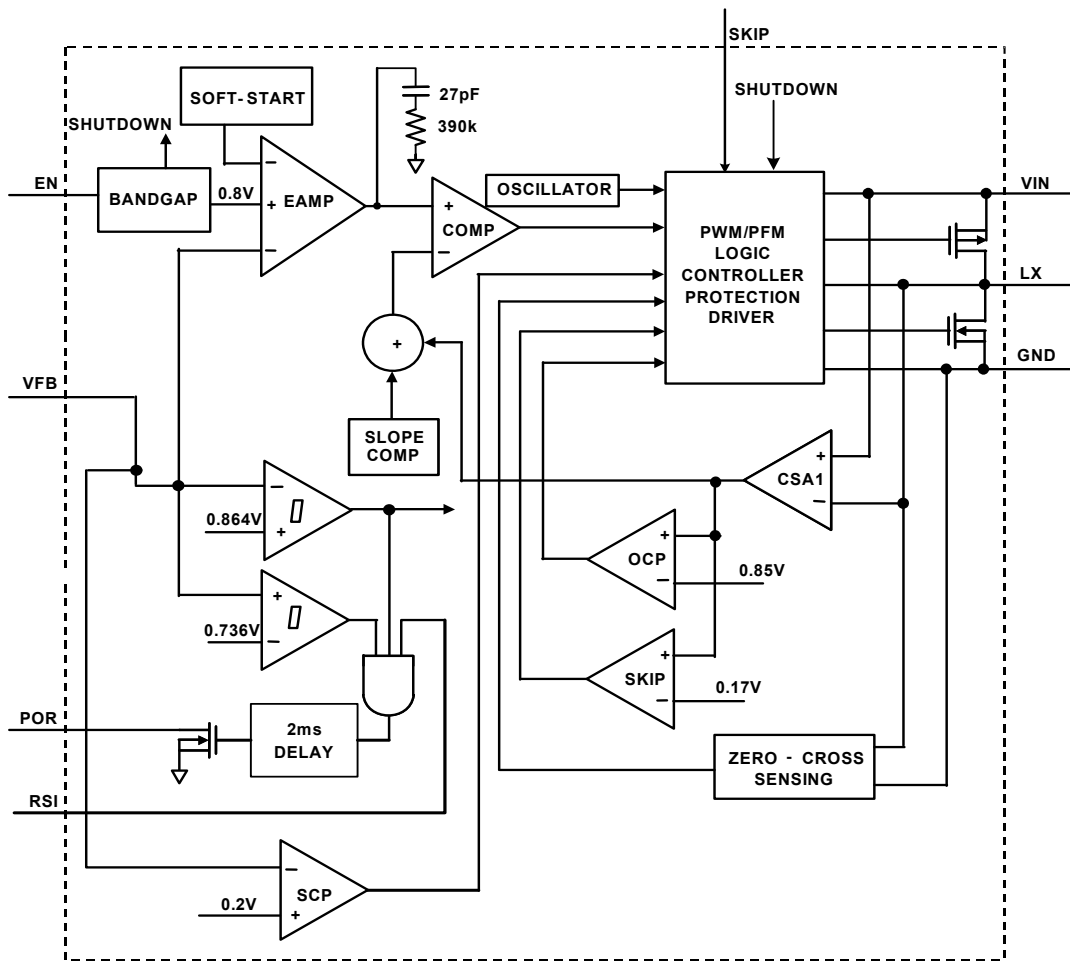 SKIP
SOFT-START
27pF
390k
SHUTDOWN
SHUTDOWN
EN
BANDGAP
0.8V
−
+
−
EAMP
OSCILLATOR
+
−
COMP
PWM/PFM
LOGIC
CONTROLLER
PROTECTION
DRIVER
VIN
LX
GND
+
VFB
SLOPE
COMP
+
−
CSA1
−
+
0.864V
+
−
OCP
0.85V
+
−
0.736V
+
−
SKIP
0.17V
POR
2ms
DELAY
ZERO - CROSS
SENSING
RSI
−
+
SCP
0.2V